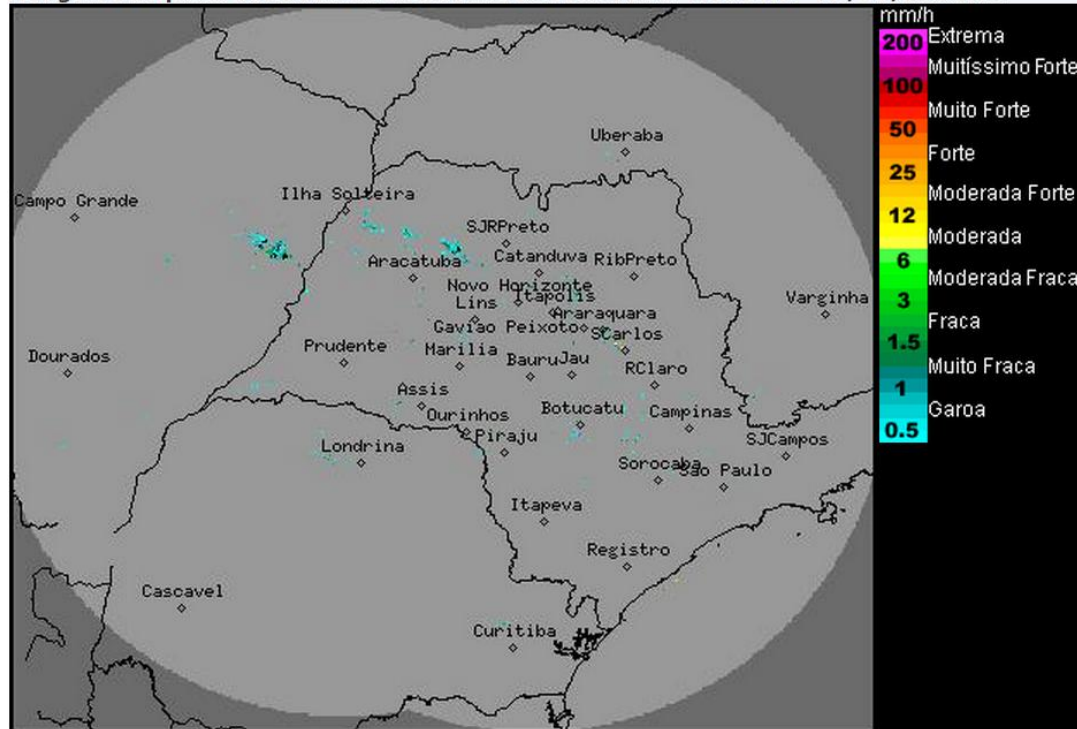 mm/h
200 Extrema
Muitíssimo Forte
100
Muito Forte
50
Forte
25
Moderada Forte
12
Moderada
6
Moderada Fraca
3
Fraca
1.5
Muito Fraca
1
Garoa
0.5
Uberaba
Campo Grande
Ilha Solteira
SJRPreto
Catanduva
Aracatuba
RibPreto
Novo Horizonte
Itapolis
Lins
Araraquara
Varginha
Gaviao Peixoto
SCarlos
Prudente
Marilia
Bauru
Jau
Dourados
RClaro
Assis
Ourinhos
Botucatu
Campinas
Piraju
SJCampos
Londrina
Sorocaba
Sao Paulo
Itapeva
Registro
Cascavel
Curitiba